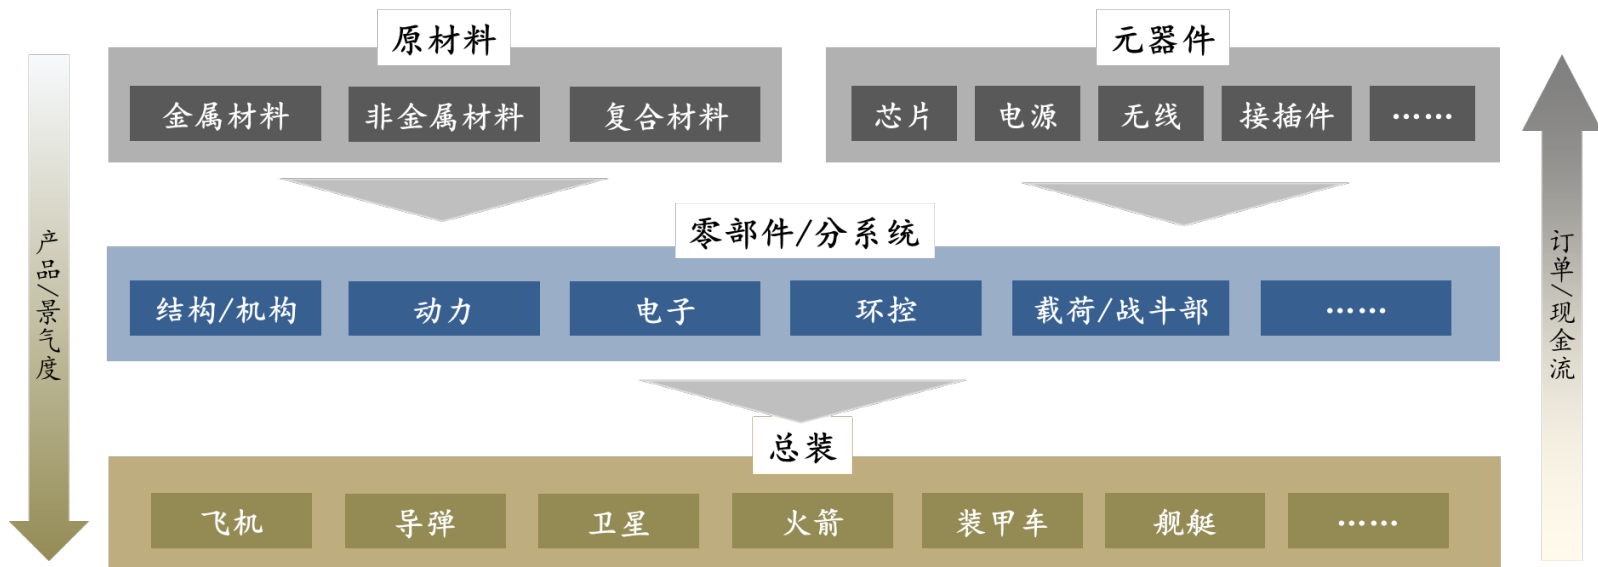 原材料
元器件
金属材料
非金属材料
复合材料
芯片
电源
无线
接插件
······
零部件/分系统
结构/机构
动力
电子
环控
载荷/战斗部
······
总装
飞机
导弹
卫星
火箭
装甲车
舰艇
······
产品/景气度
订单/现金流